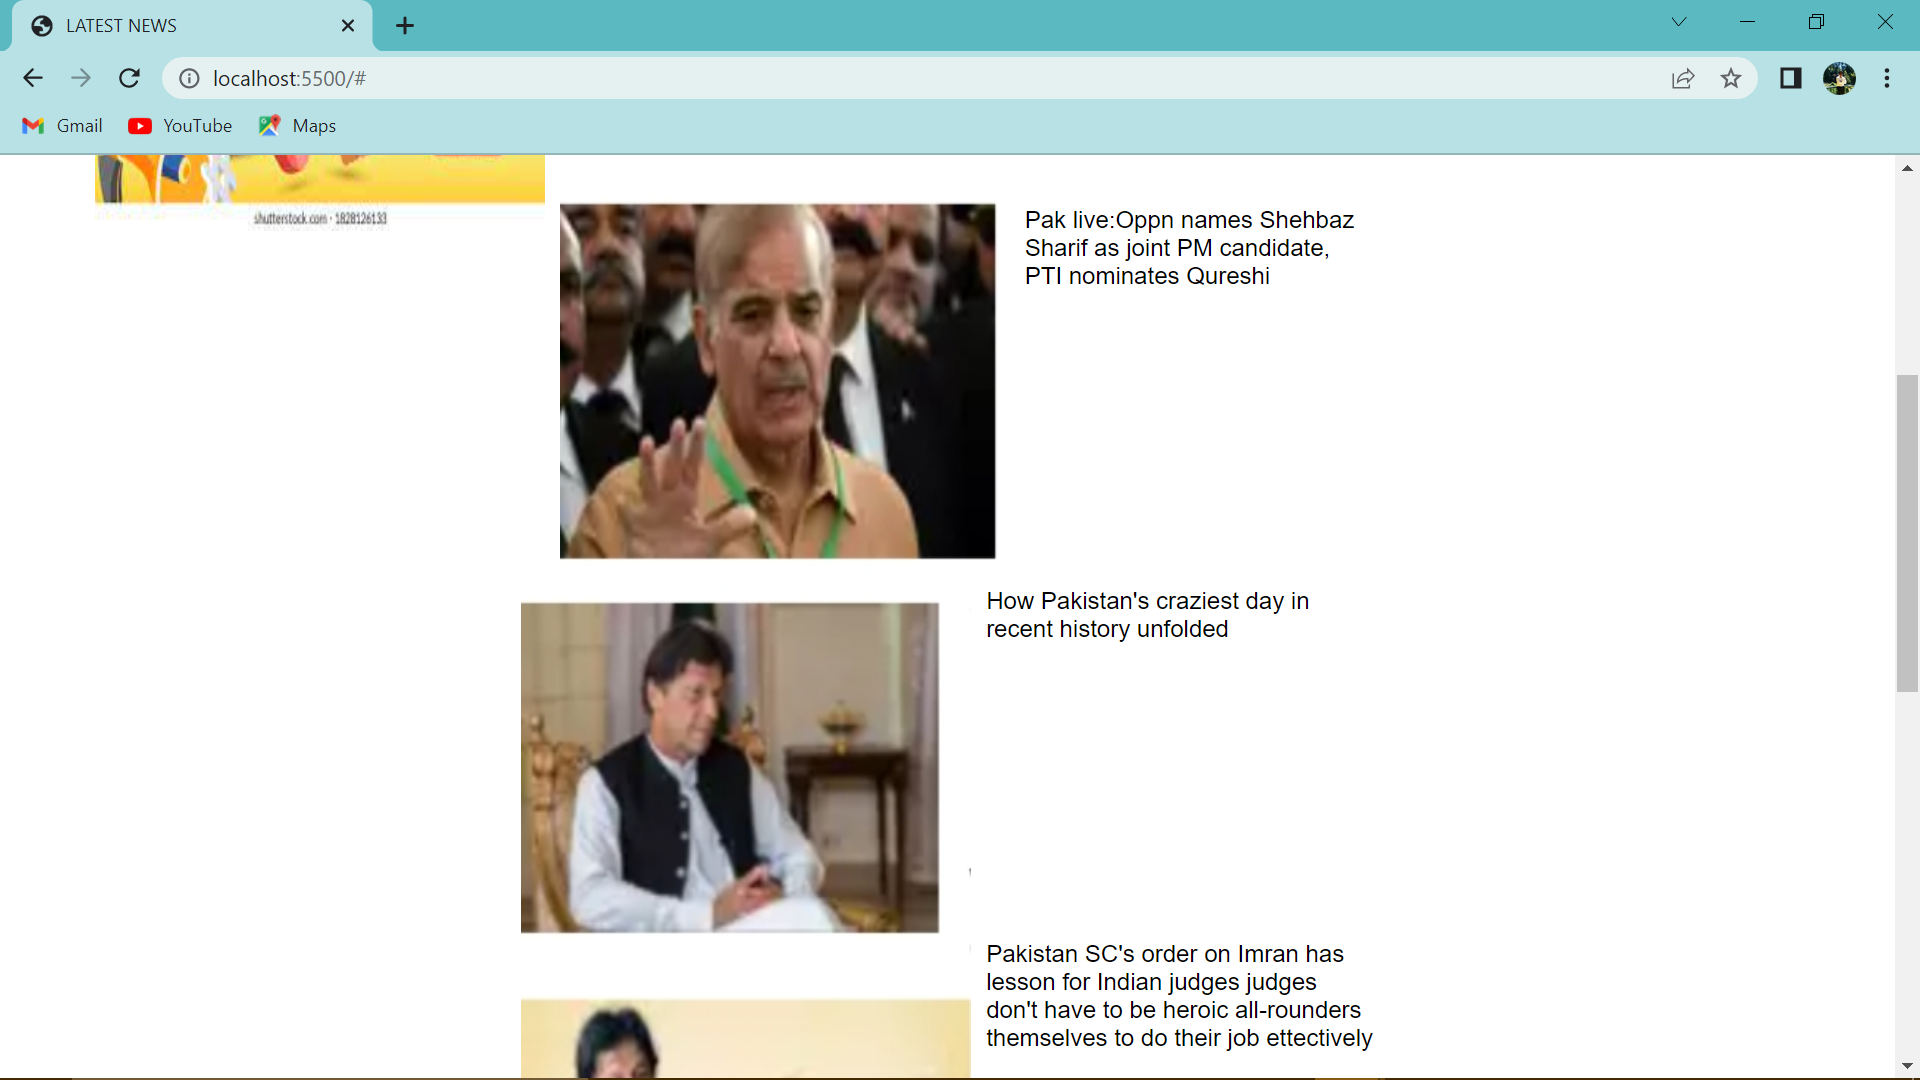 LATEST NEWS
localhost:5500/#
Gmail YouTube Maps
shutterstock.com · 1828126133
Pak live:Oppn names Shehbaz
Sharif as joint PM candidate,
PTI nominates Qureshi
How Pakistan's craziest day in
recent history unfolded
Pakistan SC's order on Imran has
lesson for Indian judges judges
don't have to be heroic all-rounders
themselves to do their job ettectively